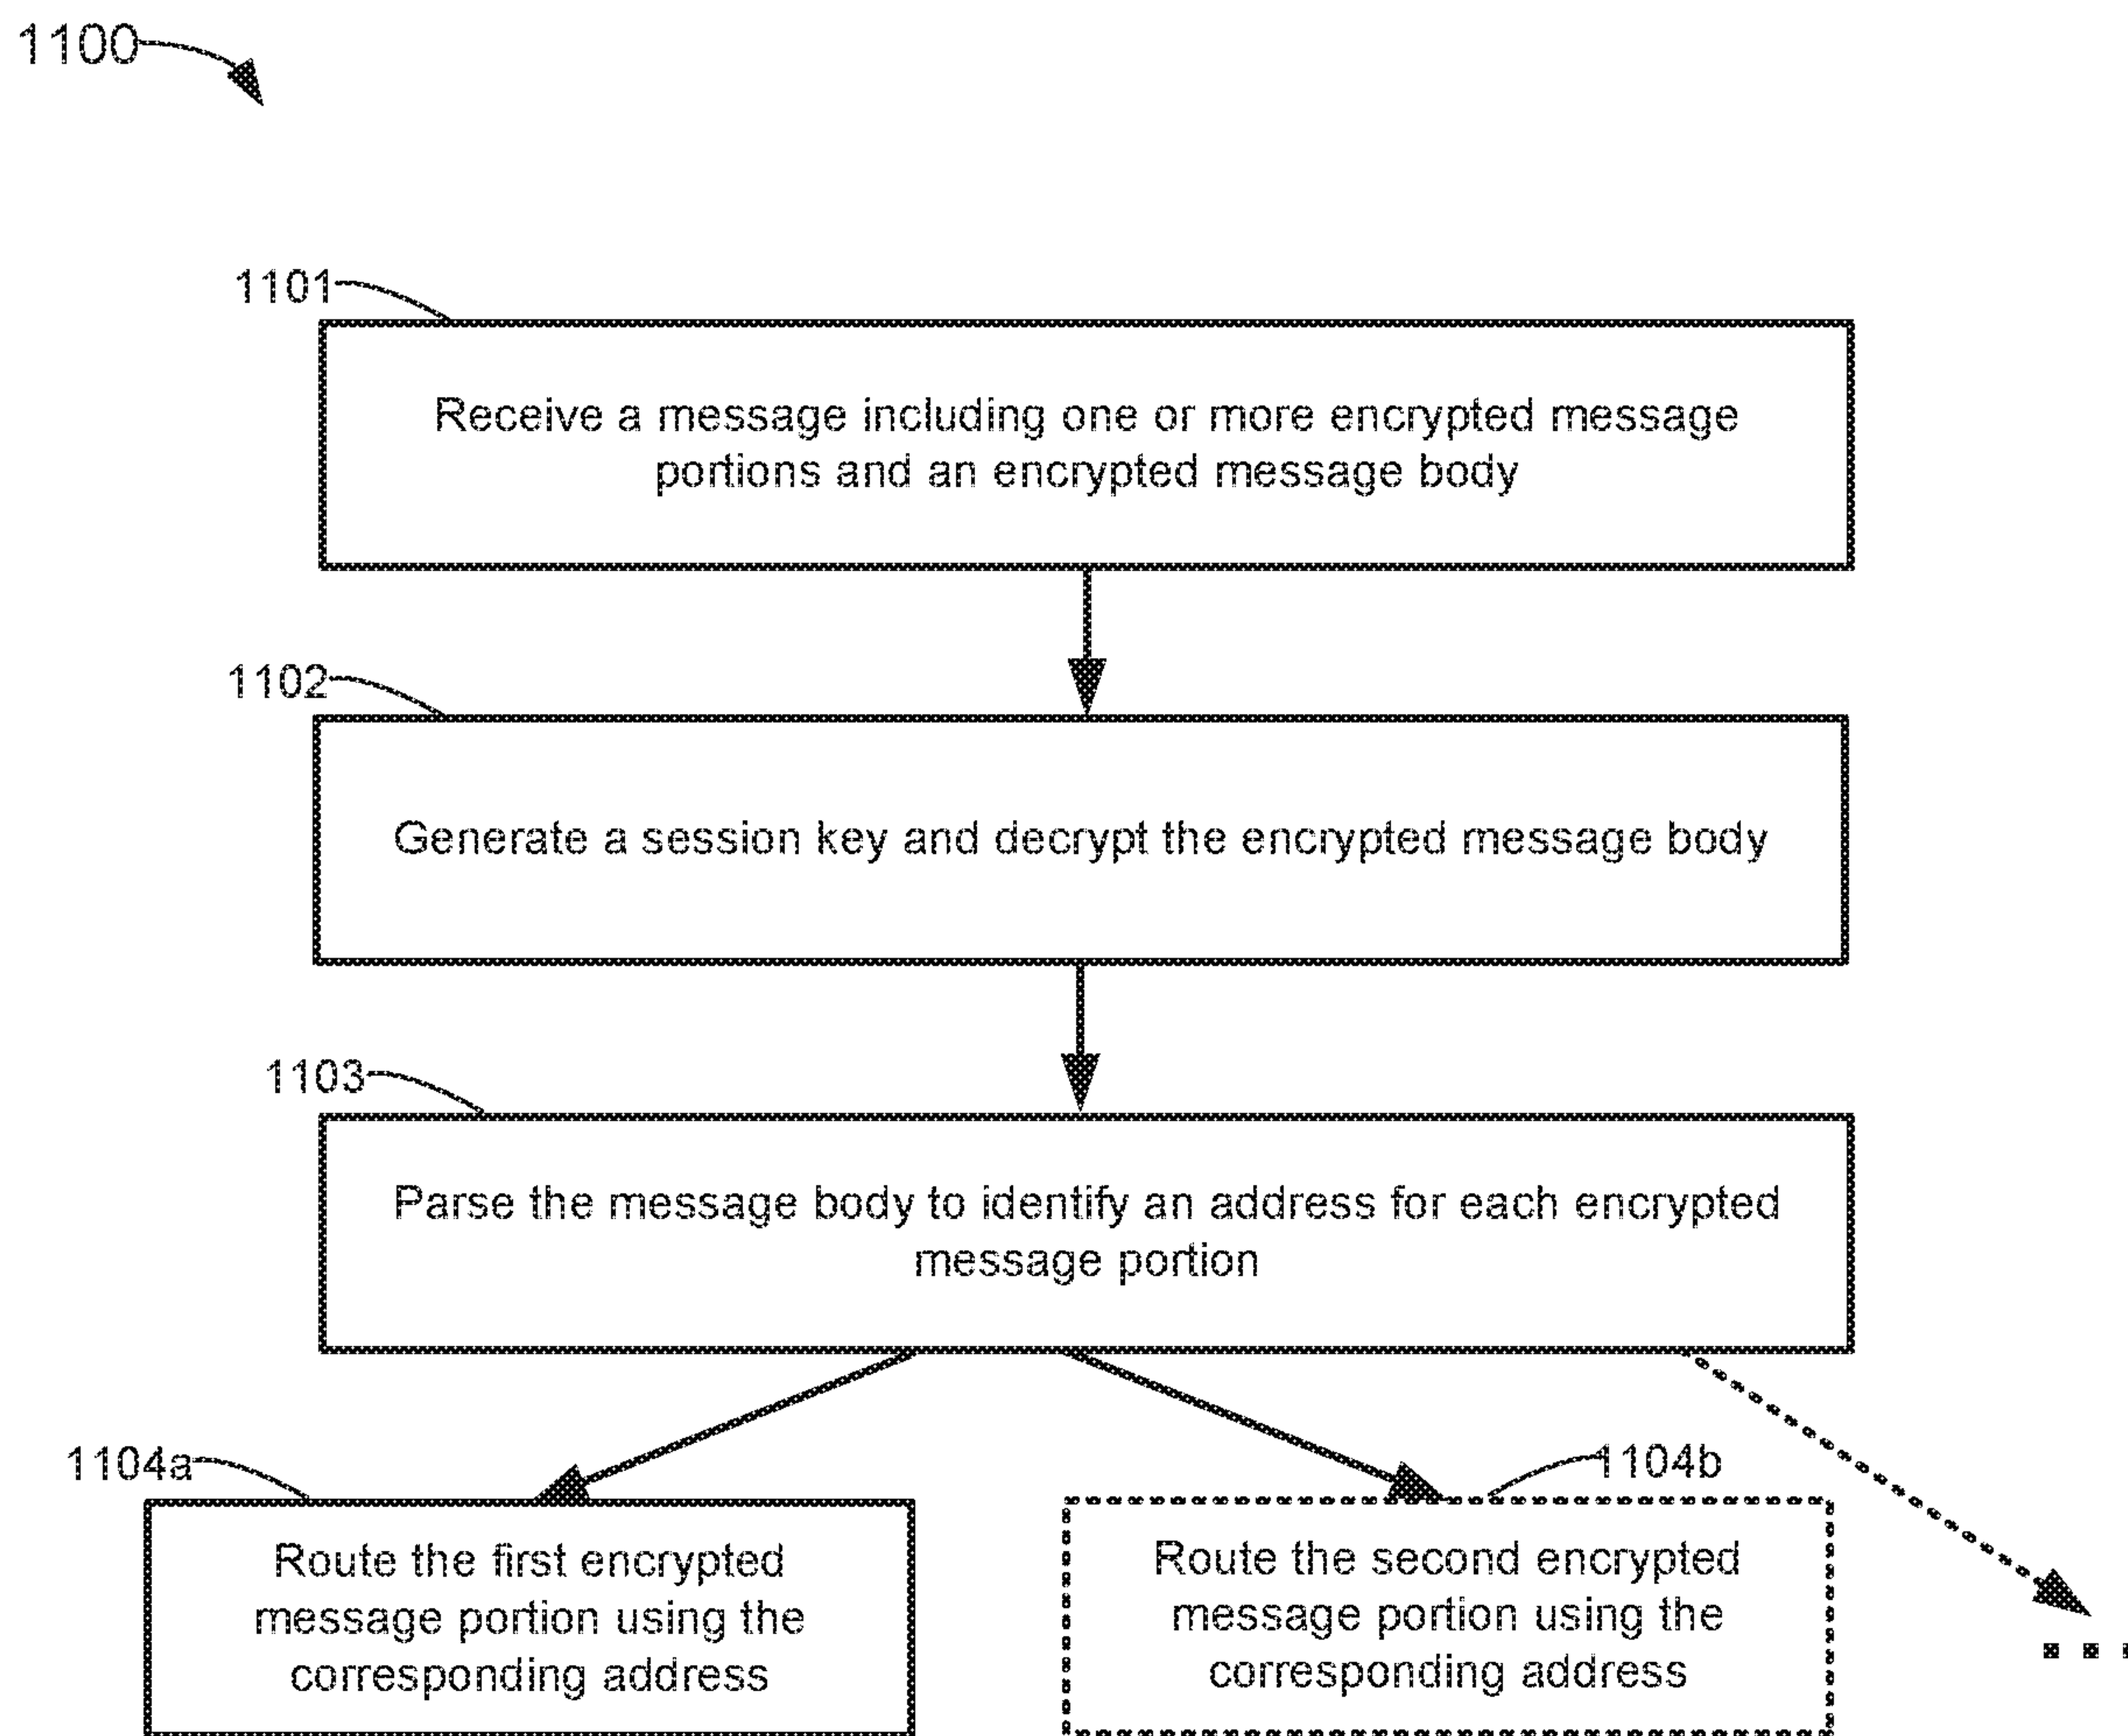 1100
1101
Receive a message including one or more encrypted message
portions and an encrypted message body
1102
Generate a session key and decrypt the encrypted message body
1103
Parse the message body to identify an address for each encrypted
message portion
1104a
Route the first encrypted
message portion using the
corresponding address
1104b
Route the second encrypted
message portion using the
corresponding address
...